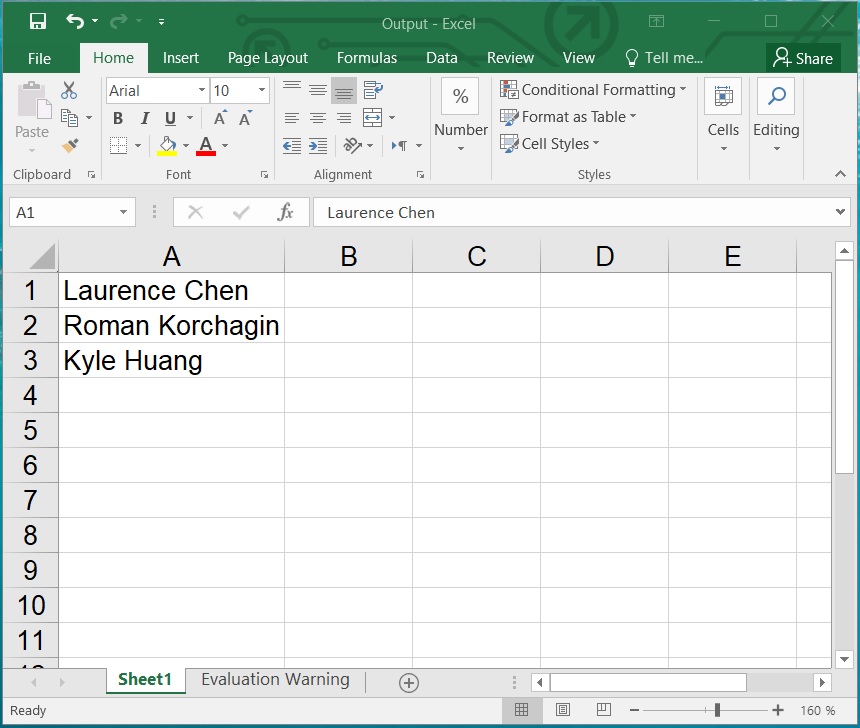 Output - Excel
File Home Insert Page Layout Formulas Data Review View Tell me... Share
Arial 10 % Conditional Formatting
Paste B I U A A Number Format as Table Cells Editing
A Cell Styles
Clipboard Font Alignment Styles
A1 fx Laurence Chen
A B C D E
1 Laurence Chen
2 Roman Korchagin
3 Kyle Huang
4
5
6
7
8
9
10
11
Sheet1 Evaluation Warning
Ready 160 %